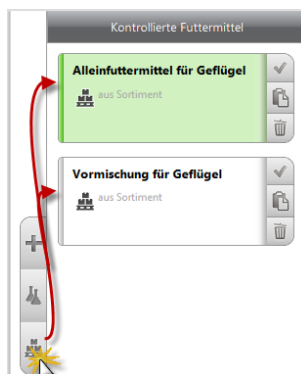 Kontrollierte Futtermittel
Alleinfuttermittel für Geflügel
aus Sortiment
Vormischung für Geflügel
aus Sortiment